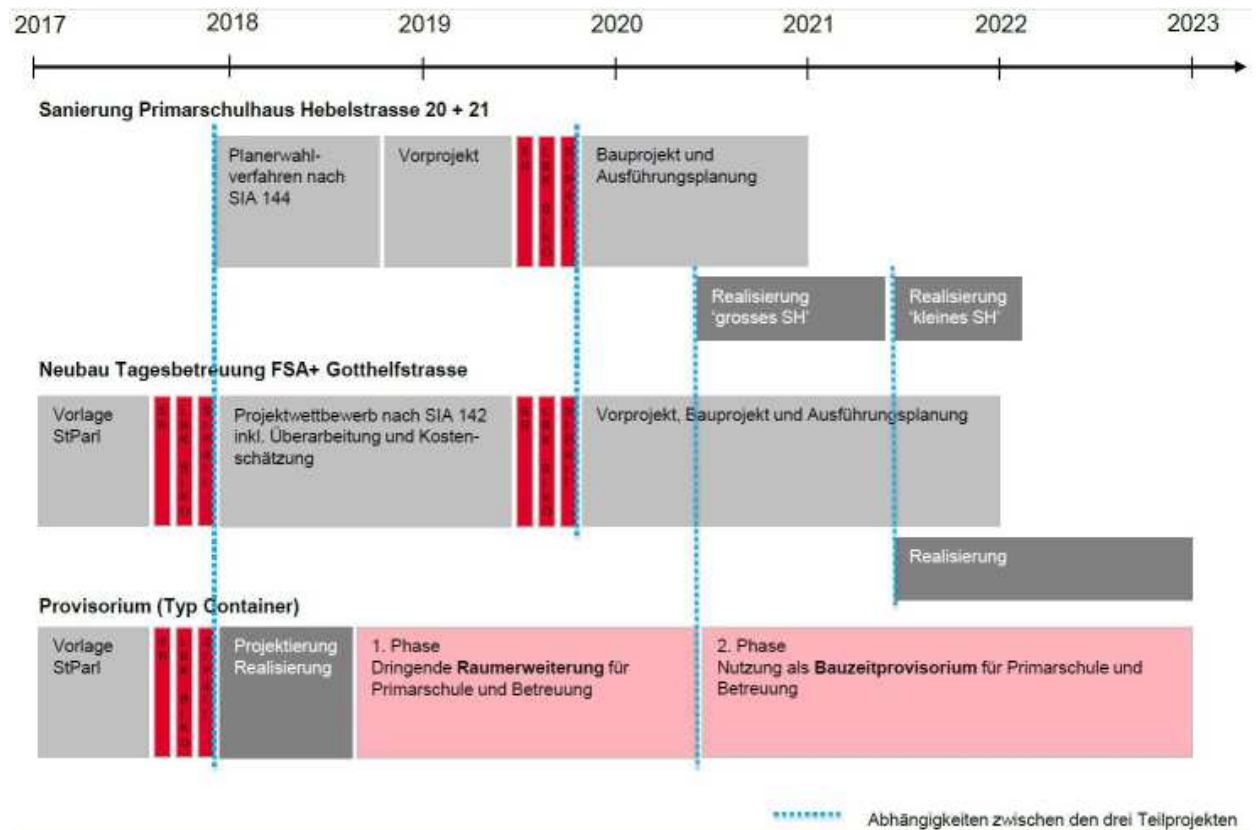 2017 2018 2019 2020 2021 2022 2023
Sanierung Primarschulhaus Hebelstrasse 20 + 21
Planerwahl-
verfahren nach
SIA 144
Vorprojekt
Bauprojekt und
Ausführungsplanung
Realisierung
'grosses SH'
Realisierung
'kleines SH'
Neubau Tagesbetreuung FSA+ Gotthelfstrasse
Vorlage
StParl
Projektwettbewerb nach SIA 142
inkl. Überarbeitung und Kosten-
schätzung
Vorprojekt, Bauprojekt und Ausführungsplanung
Realisierung
Provisorium (Typ Container)
Vorlage
StParl
Projektierung
Realisierung
1. Phase
Dringende Raumerweiterung für
Primarschule und Betreuung
2. Phase
Nutzung als Bauzeitprovisorium für Primarschule und
Betreuung
Abhängigkeiten zwischen den drei Teilprojekten